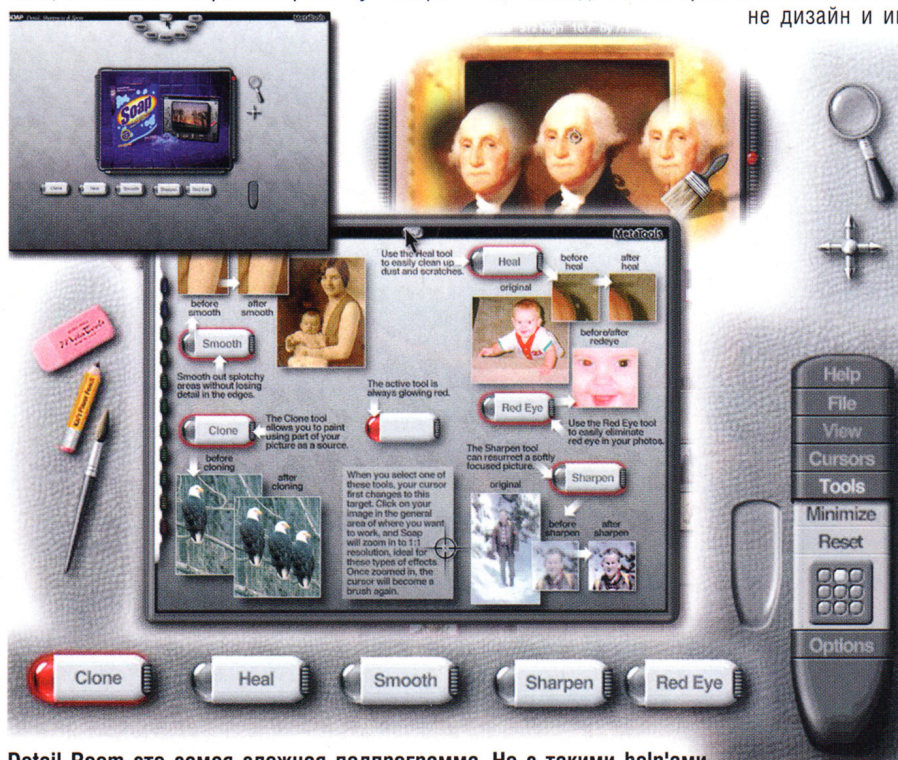 не дизайн и
SOAP Detail, Sharpness & Spots
MetaTools
Soap
Clone
Heal
Smooth
Sharpen
Red Eye
MetaTools
before
smooth
after
smooth
Smooth
Smooth out splotchy
areas without losing
detail in the edges.
Clone
The Clone tool
allows you to paint
using part of your
picture as a source.
before
cloning
after
cloning
The active tool is
always glowing red.
When you select one of
these tools, your cursor
first changes to this
target. Click on your
image in the general
area of where you want
to work, and Soap
will zoom in to 1:1
resolution, ideal for
these types of effects.
Once zoomed in, the
cursor will become a
brush again.
Use the Heal tool
to easily clean up
dust and scratches.
Heal
before
heal
after
heal
original
before/after
redeye
Red Eye
Use the Red Eye tool
to easily eliminate
red eye in your photos.
The Sharpen tool
can resurrect a softly
focused picture.
Sharpen
original
before
sharpen
after
sharpen
Help
File
View
Cursors
Tools
Minimize
Reset
Options
Clone
Heal
Smooth
Sharpen
Red Eye
Detail Room это самая сложная подпрограмма. Но с такими help'ами